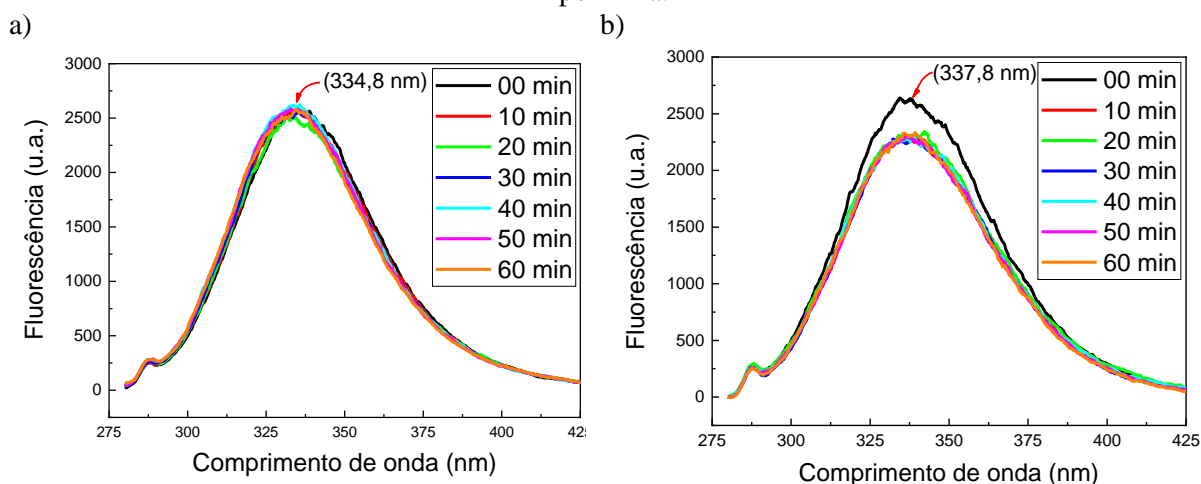 a)
b)
3000
2500
2000
1500
1000
500
0
Fluorescência (u.a.)
(334,8 nm)
00 min
10 min
20 min
30 min
40 min
50 min
60 min
275 300 325 350 375 400 425
Comprimento de onda (nm)
3000
2500
2000
1500
1000
500
0
Fluorescência (u.a.)
(337,8 nm)
00 min
10 min
20 min
30 min
40 min
50 min
60 min
275 300 325 350 375 400 425
Comprimento de onda (nm)